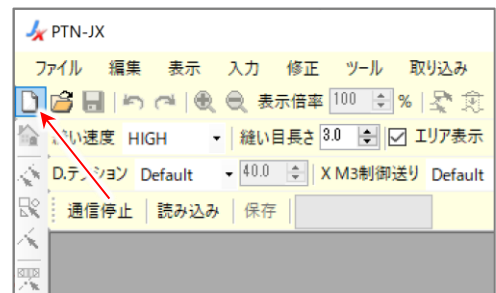 PTN-JX
ファイル 編集 表示 入力 修正 ツール 取り込み
表示倍率 100 %
縫い速度 HIGH 縫い目長さ 3.0 エリア表示
D.テンション Default 40.0 X M3制御送り Default
通信停止 読み込み 保存